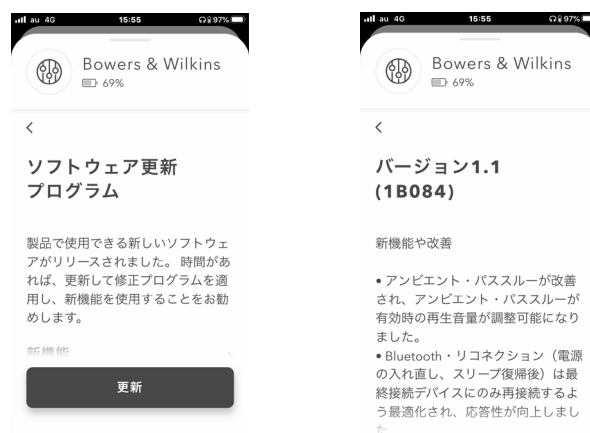 au 4G 15:55 97%
Bowers & Wilkins
69%
ソフトウェア更新
プログラム
製品で使用できる新しいソフトウェ
アがリリースされました。 時間があ
れば、更新して修正プログラムを適
用し、新機能を使用することをお勧
めします。
新機能
更新
au 4G 15:55 97%
Bowers & Wilkins
69%
バージョン1.1
(1B084)
新機能や改善
• アンビエント・パススルーが改善
され、アンビエント・パススルーが
有効時の再生音量が調整可能になり
ました。
• Bluetooth・リコネクション（電源
の入れ直し、スリープ復帰後）は最
終接続デバイスにのみ再接続するよ
う最適化され、応答性が向上しまし
た